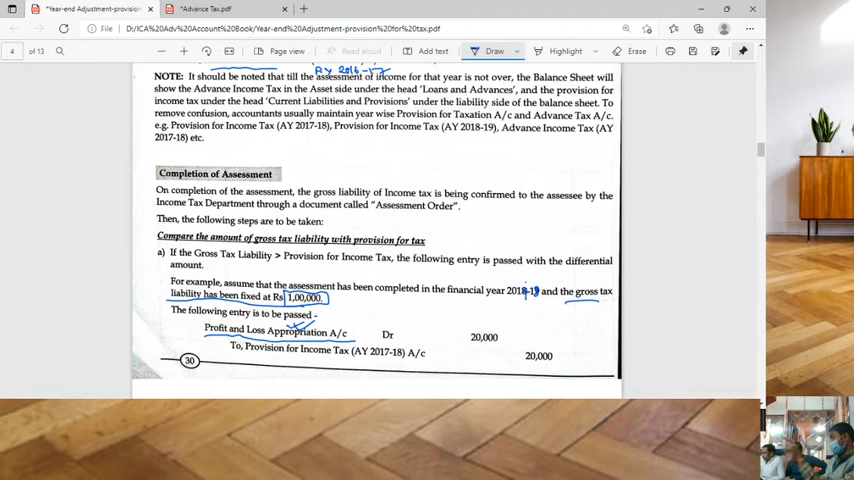 *Year-end Adjustment-provision
*Advance Tax.pdf
File
D:/ICA%20Adv%20Account%20Book/Year-end%20Adjustment-provision%20for%20tax.pdf
4 of 13
Page view
Read aloud
Add text
Draw
Highlight
Erase
AY 2016-17
NOTE: It should be noted that till the assessment of income for that year is not over, the Balance Sheet will
show the Advance Income Tax in the Asset side under the head 'Loans and Advances', and the provision for
income tax under the head 'Current Liabilities and Provisions' under the liability side of the balance sheet. To
remove confusion, accountants usually maintain year wise Provision for Taxation A/c and Advance Tax A/c.
e.g. Provision for Income Tax (AY 2017-18), Provision for Income Tax (AY 2018-19), Advance Income Tax (AY
2017-18) etc.
Completion of Assessment
On completion of the assessment, the gross liability of Income tax is being confirmed to the assessee by the
Income Tax Department through a document called "Assessment Order".
Then, the following steps are to be taken:
Compare the amount of gross tax liability with provision for tax
a) If the Gross Tax Liability > Provision for Income Tax, the following entry is passed with the differential
amount.
For example, assume that the assessment has been completed in the financial year 2018-19 and the gross tax
liability has been fixed at Rs 1,00,000.
The following entry is to be passed -
Profit and Loss Appropriation A/c Dr 20,000
To, Provision for Income Tax (AY 2017-18) A/c 20,000
30